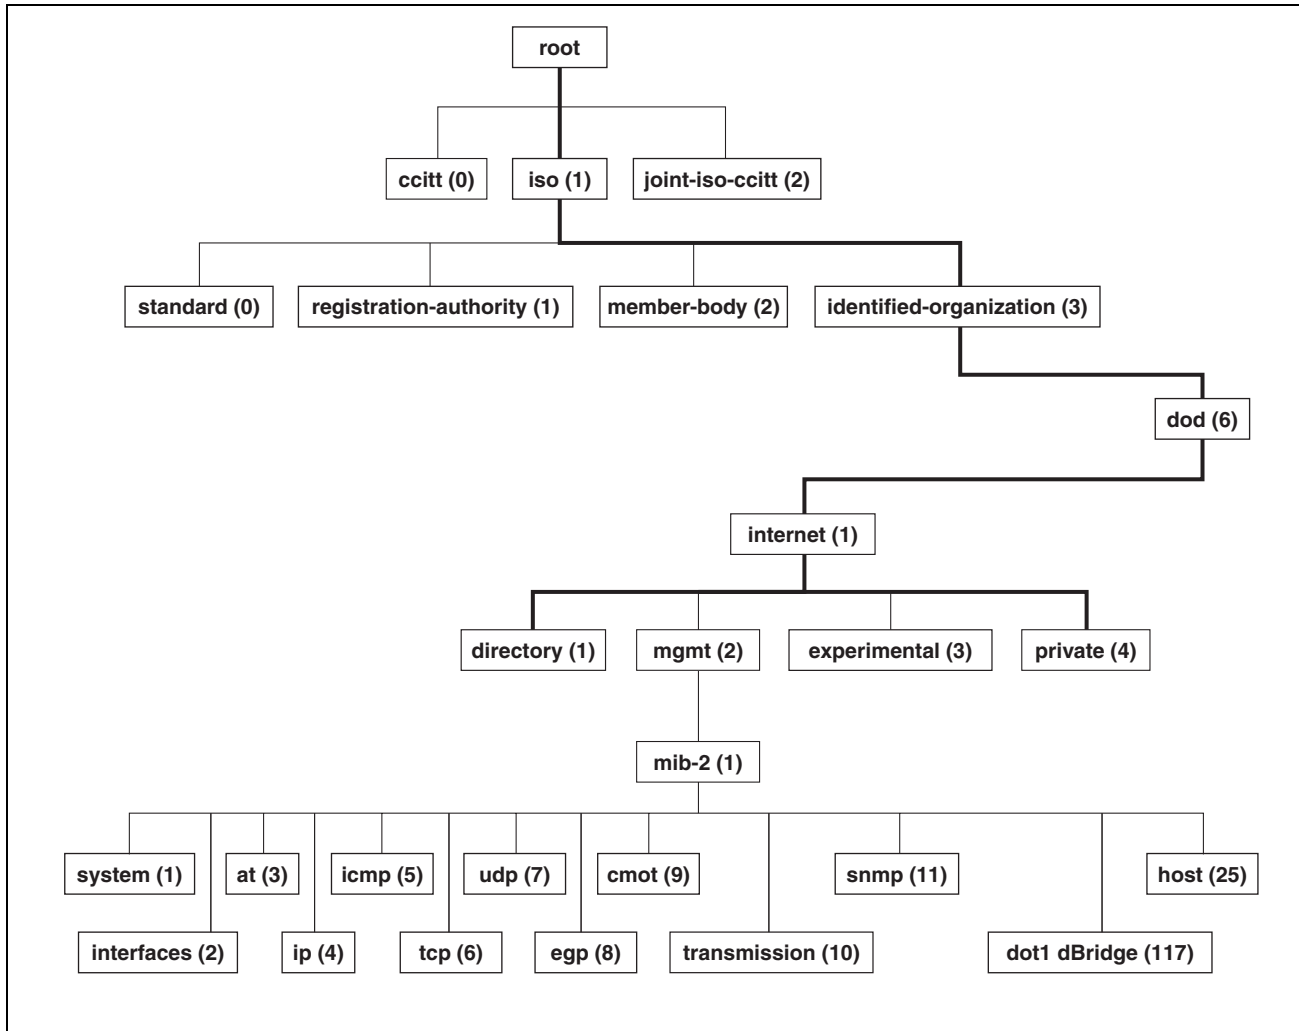 root
ccitt (0)
iso (1)
joint-iso-ccitt (2)
standard (0)
registration-authority (1)
member-body (2)
identified-organization (3)
dod (6)
internet (1)
directory (1)
mgmt (2)
experimental (3)
private (4)
mib-2 (1)
system (1)
at (3)
icmp (5)
udp (7)
cmot (9)
snmp (11)
host (25)
interfaces (2)
ip (4)
tcp (6)
egp (8)
transmission (10)
dot1 dBridge (117)